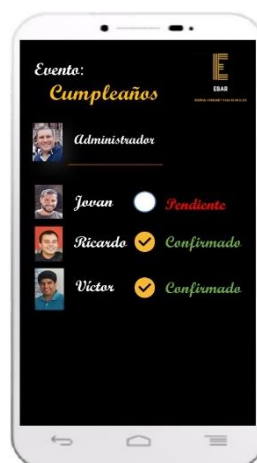 Evento:
Cumpleaños
EBAR
Administrador
Jovan Pendiente
Ricardo Confirmado
Víctor Confirmado